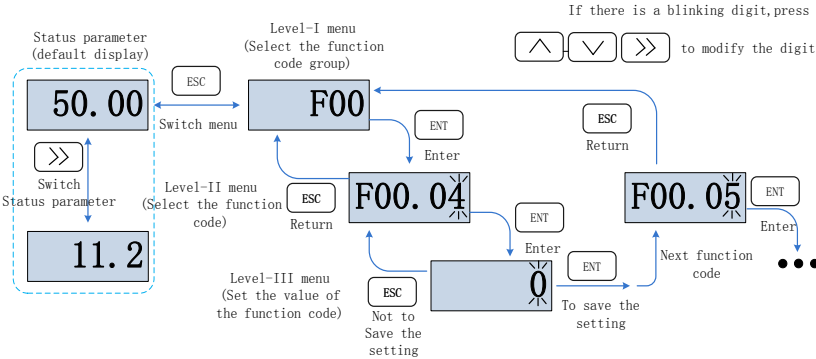 If there is a blinking digit,press
to modify the digit
Status parameter
(default display)
50.00
Switch
Status parameter
11.2
ESC
Switch menu
Level-I menu
(Select the function
code group)
F00
ENT
Enter
Level-II menu
(Select the function
code)
ESC
Return
F00.04
ENT
Enter
Level-III menu
(Set the value of
the function code)
ESC
Not to
Save the
setting
0
ENT
To save the
setting
ESC
Return
F00.05
Next function
code
ENT
Enter